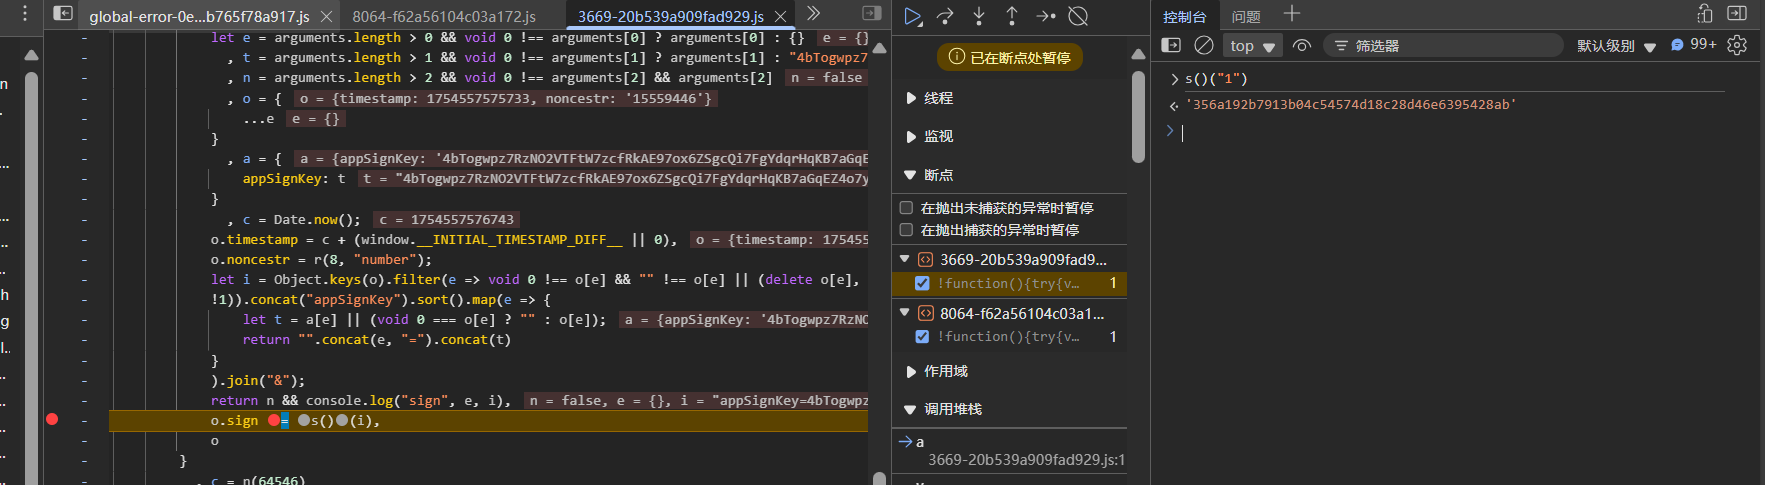 global-error-0e...b765f78a917.js
8064-f62a56104c03a172.js
3669-20b539a909fad929.js
let e = arguments.length > 0 && void 0 !== arguments[0] ? arguments[0] : {} e = {}
, t = arguments.length > 1 && void 0 !== arguments[1] ? arguments[1] : "4bTogwpz7
, n = arguments.length > 2 && void 0 !== arguments[2] && arguments[2] n = false
, o = { o = {timestamp: 1754557575733, noncestr: '15559446'}
...e e = {}
}
, a = { a = {appSignKey: '4bTogwpz7RzNO2VTFtW7zcfRkAE97ox6ZSgcQi7FgYdqrHqKB7aGqE
appSignKey: t t = "4bTogwpz7RzNO2VTFtW7zcfRkAE97ox6ZSgcQi7FgYdqrHqKB7aGqEZ4o7y
}
, c = Date.now(); c = 1754557576743
o.timestamp = c + (window.__INITIAL_TIMESTAMP_DIFF__ || 0), o = {timestamp: 175455
o.noncestr = r(8, "number");
let i = Object.keys(o).filter(e => void 0 !== o[e] && "" !== o[e] || (delete o[e],
!1)).concat("appSignKey").sort().map(e => {
let t = a[e] || (void 0 === o[e] ? "" : o[e]); a = {appSignKey: '4bTogwpz7RzNO
return "".concat(e, "=").concat(t)
}
).join("&");
return n && console.log("sign", e, i), n = false, e = {}, i = "appSignKey=4bTogwpz
o.sign = s()(i),
o
}
, c = n(64546)
n
h
g
l..
已在断点处暂停
线程
监视
断点
在抛出未捕获的异常时暂停
在抛出捕获的异常时暂停
3669-20b539a909fad9...
!function(){try{v... 1
8064-f62a56104c03a1...
!function(){try{v... 1
作用域
调用堆栈
a
3669-20b539a909fad929.js:1
控制台
问题
top
筛选器
默认级别
99+
s()("1")
'356a192b7913b04c54574d18c28d46e6395428ab'